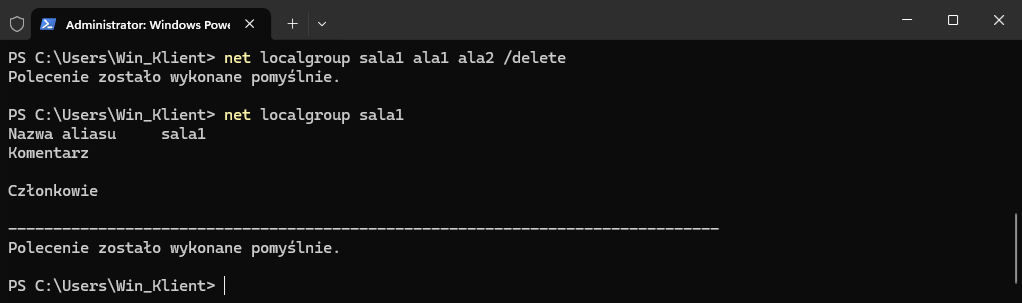 Administrator: Windows Powe
PS C:\Users\Win_Klient> net localgroup sala1 ala1 ala2 /delete
Polecenie zostało wykonane pomyślnie.
PS C:\Users\Win_Klient> net localgroup sala1
Nazwa aliasu     sala1
Komentarz
Członkowie
-------------------------------------------------------------------------------
Polecenie zostało wykonane pomyślnie.
PS C:\Users\Win_Klient>